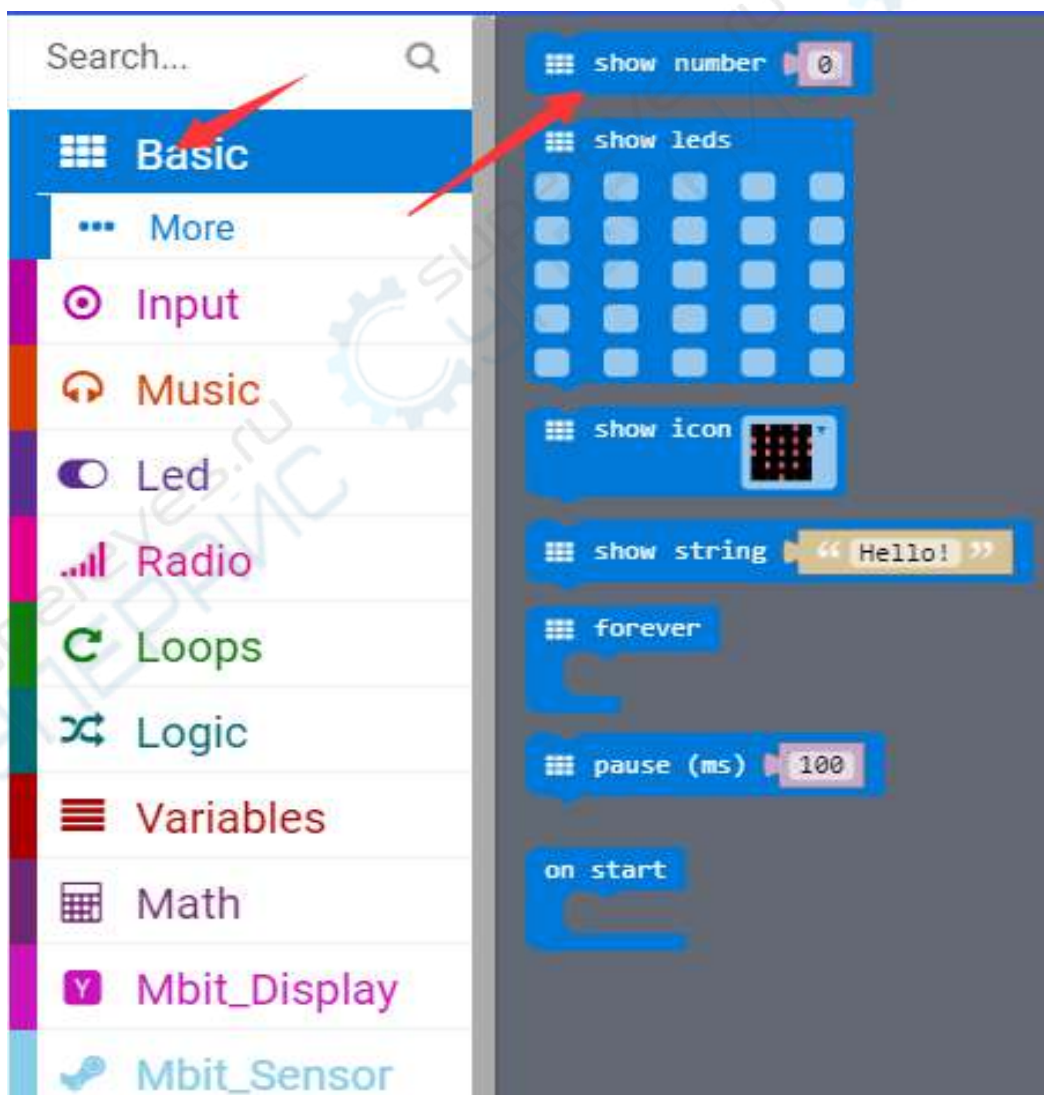 Search...
Basic
More
Input
Music
Led
Radio
Loops
Logic
Variables
Math
Mbit_Display
Mbit_Sensor
show number 0
show leds
show icon
show string “ Hello! ”
forever
pause (ms) 100
on start